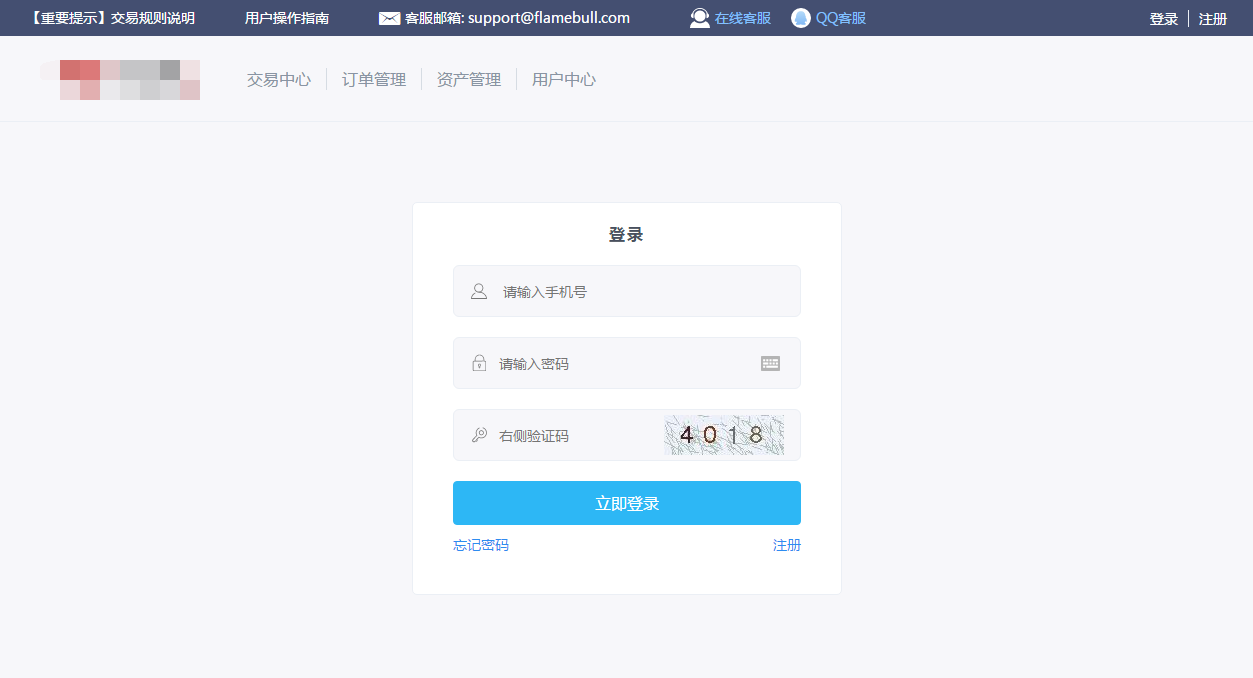 【重要提示】交易规则说明 用户操作指南 客服邮箱: support@flamebull.com 在线客服 QQ客服 登录 注册
交易中心 订单管理 资产管理 用户中心
登录
请输入手机号
请输入密码
右侧验证码 4018
立即登录
忘记密码 注册